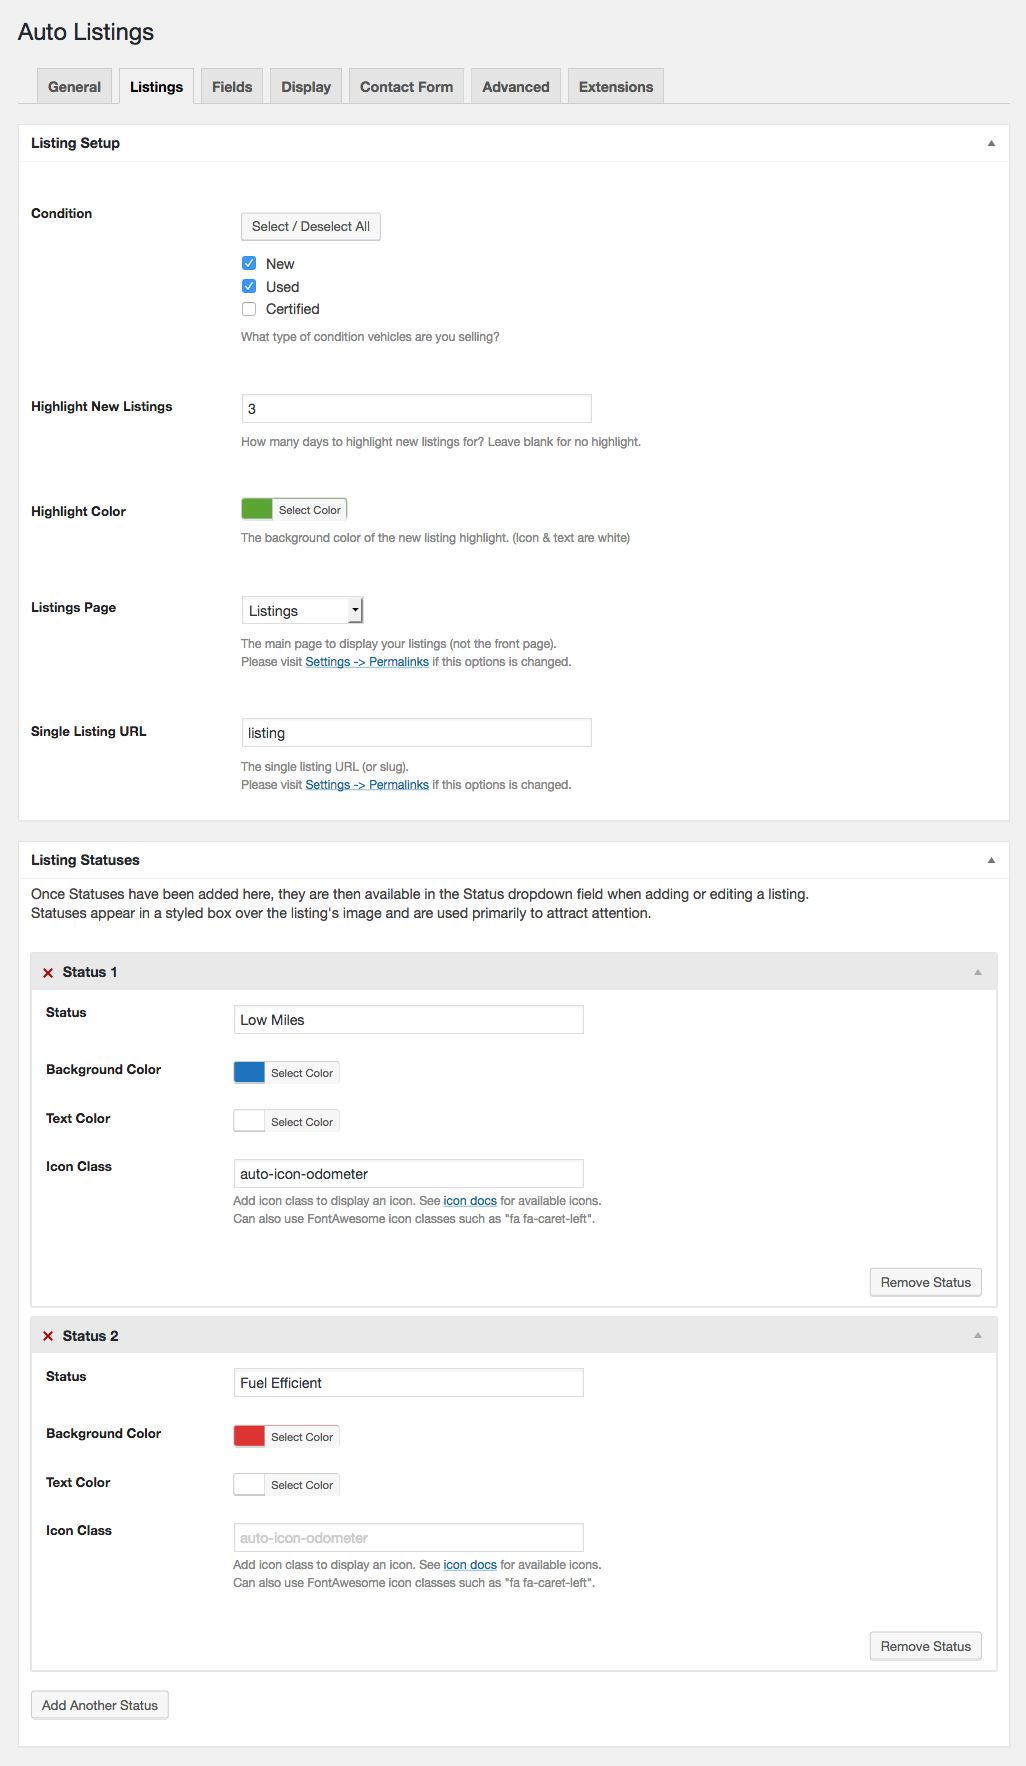 Auto Listings
General Listings Fields Display Contact Form Advanced Extensions
Listing Setup
Condition
Select / Deselect All
New
Used
Certified
What type of condition vehicles are you selling?
Highlight New Listings
3
How many days to highlight new listings for? Leave blank for no highlight.
Highlight Color
Select Color
The background color of the new listing highlight. (Icon & text are white)
Listings Page
Listings
The main page to display your listings (not the front page).
Please visit Settings -> Permalinks if this options is changed.
Single Listing URL
listing
The single listing URL (or slug).
Please visit Settings -> Permalinks if this options is changed.
Listing Statuses
Once Statuses have been added here, they are then available in the Status dropdown field when adding or editing a listing.
Statuses appear in a styled box over the listing's image and are used primarily to attract attention.
Status 1
Status
Low Miles
Background Color
Select Color
Text Color
Select Color
Icon Class
auto-icon-odometer
Add icon class to display an icon. See icon docs for available icons.
Can also use FontAwesome icon classes such as "fa fa-caret-left".
Remove Status
Status 2
Status
Fuel Efficient
Background Color
Select Color
Text Color
Select Color
Icon Class
auto-icon-odometer
Add icon class to display an icon. See icon docs for available icons.
Can also use FontAwesome icon classes such as "fa fa-caret-left".
Remove Status
Add Another Status